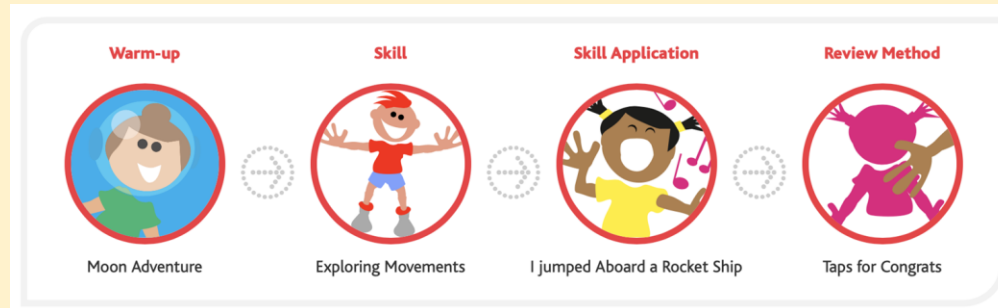 Warm-up
Skill
Skill Application
Review Method
Moon Adventure
Exploring Movements
I jumped Aboard a Rocket Ship
Taps for Congrats